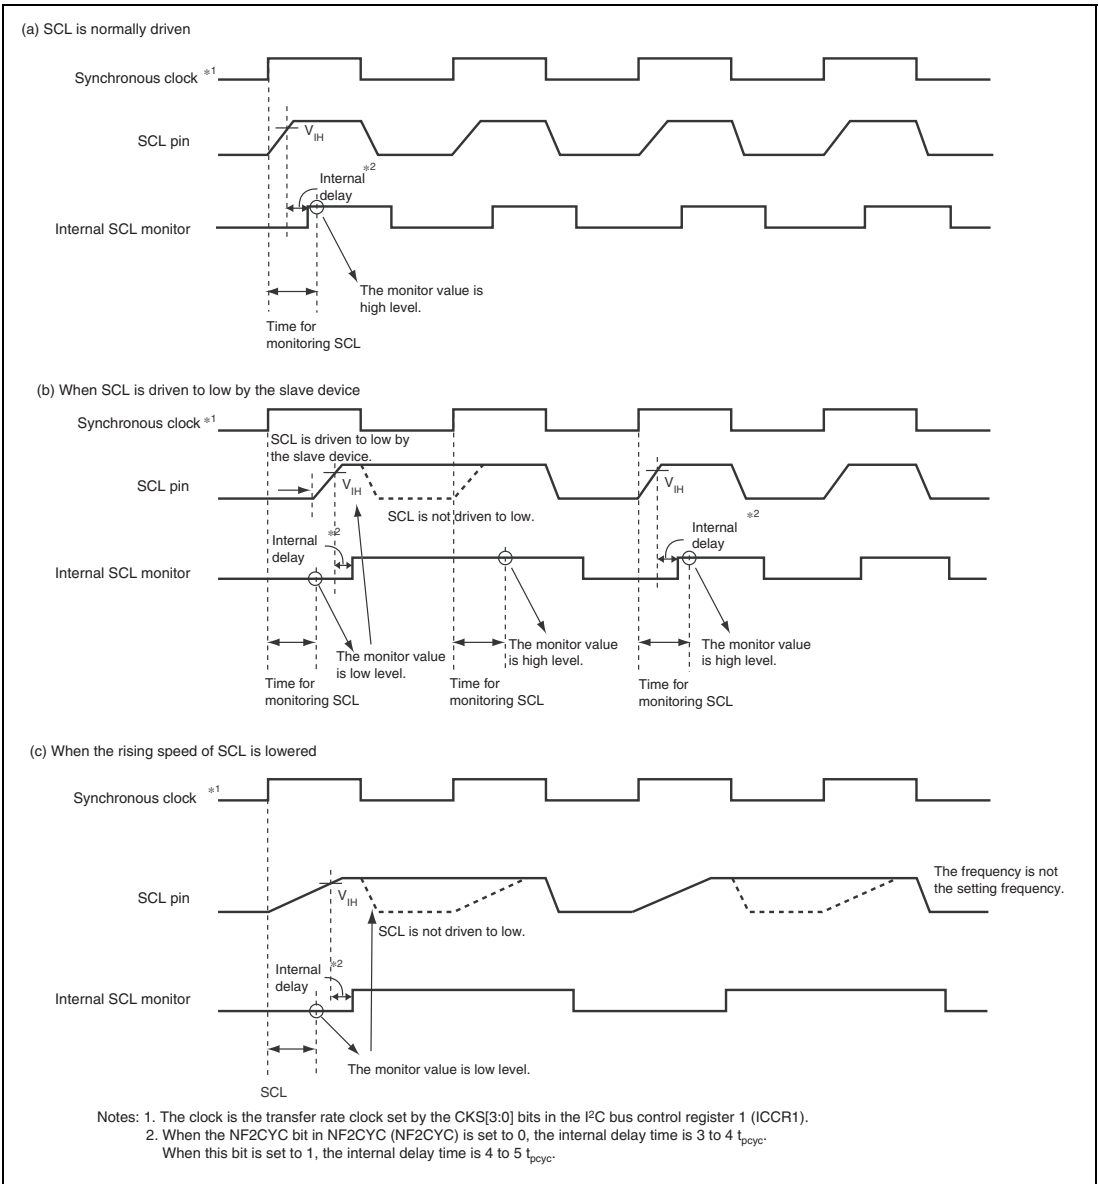 (a) SCL is normally driven
Synchronous clock *1
SCL pin
VIH
Internal *2
delay
Internal SCL monitor
The monitor value is
high level.
Time for
monitoring SCL
(b) When SCL is driven to low by the slave device
Synchronous clock *1
SCL is driven to low by
the slave device.
SCL pin
VIH
VIH
SCL is not driven to low.
Internal *2
delay
Internal *2
delay
Internal SCL monitor
The monitor value
is low level.
The monitor value
is high level.
The monitor value
is high level.
Time for
monitoring SCL
Time for
monitoring SCL
Time for
monitoring SCL
(c) When the rising speed of SCL is lowered
Synchronous clock *1
The frequency is not
the setting frequency.
SCL pin
VIH
SCL is not driven to low.
Internal *2
delay
Internal SCL monitor
The monitor value is low level.
SCL
Notes: 1. The clock is the transfer rate clock set by the CKS[3:0] bits in the I²C bus control register 1 (ICCR1).
2. When the NF2CYC bit in NF2CYC (NF2CYC) is set to 0, the internal delay time is 3 to 4 tpcyc.
When this bit is set to 1, the internal delay time is 4 to 5 tpcyc.